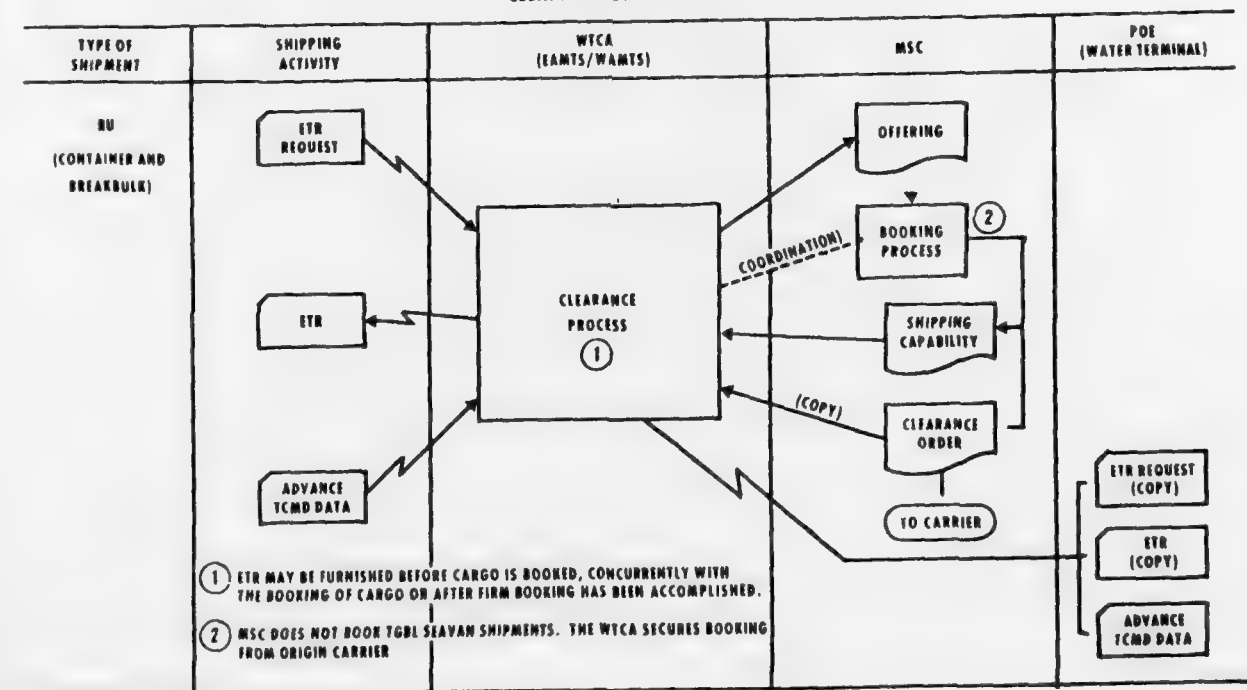 TYPE OF
SHIPMENT
SHIPPING
ACTIVITY
WTCA
(EAMTS/WAMTS)
MSC
POE
(WATER TERMINAL)
RU
(CONTAINER AND
BREAKBULK)
ETR
REQUEST
OFFERING
BOOKING
PROCESS
2
COORDINATION)
CLEARANCE
PROCESS
1
ETR
SHIPPING
CAPABILITY
(COPY)
CLEARANCE
ORDER
ADVANCE
TCMD DATA
TO CARRIER
ETR REQUEST
(COPY)
ETR
(COPY)
ADVANCE
TCMD DATA
1 ETR MAY BE FURNISHED BEFORE CARGO IS BOOKED, CONCURRENTLY WITH
THE BOOKING OF CARGO OR AFTER FIRM BOOKING HAS BEEN ACCOMPLISHED.
2 MSC DOES NOT BOOK TGBL SEAVAN SHIPMENTS. THE WTCA SECURES BOOKING
FROM ORIGIN CARRIER